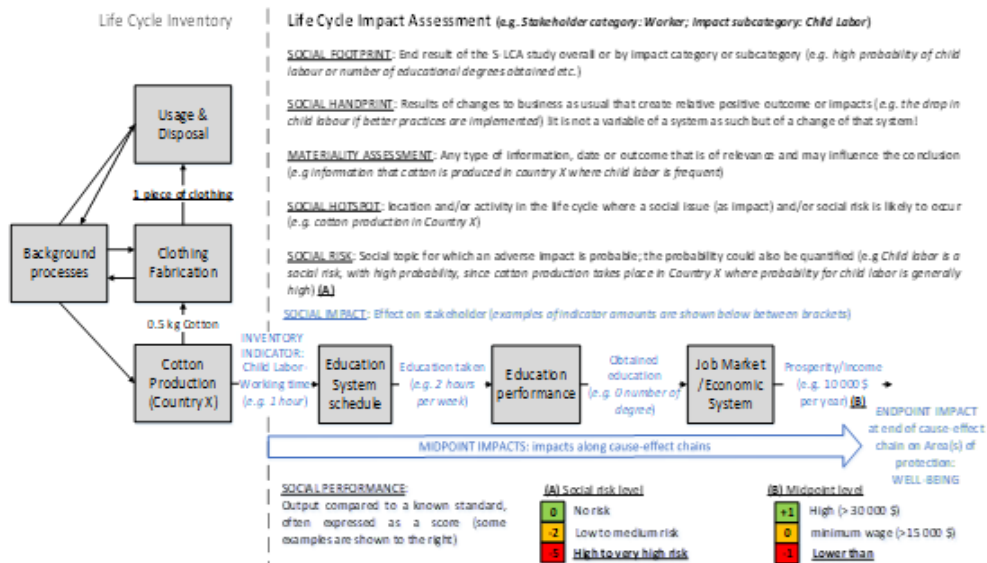 Life Cycle Inventory
Life Cycle Impact Assessment (e.g. Stakeholder category: Worker; Impact subcategory: Child Labor)
SOCIAL FOOTPRINT: End result of the S-LCA study overall or by impact category or subcategory (e.g. high probability of child
labour or number of educational degrees obtained etc.)
SOCIAL HANDPRINT: Results of changes to business as usual that create relative positive outcome or impacts (e.g. the drop in
child labour if better practices are implemented) !it is not a variable of a system as such but of a change of that system!
MATERIALITY ASSESSMENT: Any type of information, date or outcome that is of relevance and may influence the conclusion
(e.g information that cotton is produced in country X where child labor is frequent)
SOCIAL HOTSPOT: location and/or activity in the life cycle where a social issue (as impact) and/or social risk is likely to occur
(e.g. cotton production in Country X)
SOCIAL RISK: Social topic for which an adverse impact is probable; the probability could also be quantified (e.g Child labor is a
social risk, with high probability, since cotton production takes place in Country X where probability for child labor is generally
high) (A)
SOCIAL IMPACT: Effect on stakeholder (examples of indicator amounts are shown below between brackets)
Usage &
Disposal
1 piece of clothing
Background
processes
Clothing
Fabrication
0.5 kg Cotton
Cotton
Production
(Country X)
INVENTORY
INDICATOR:
Child Labor-
Working time
(e.g. 1 hour)
Education
System
schedule
Education taken
(e.g. 2 hours
per week)
Education
performance
Obtained
education
(e.g. 0 number of
degree)
Job Market
/Economic
System
Prosperity/Income
(e.g. 10 000 $
per year) (B)
ENDPOINT IMPACT
at end of cause-effect
chain on Area(s) of
protection:
WELL-BEING
MIDPOINT IMPACTS: impacts along cause-effect chains
SOCIAL PERFORMANCE:
Output compared to a known standard,
often expressed as a score (some
examples are shown to the right)
(A) Social risk level
0 No risk
-2 Low to medium risk
-5 High to very high risk
(B) Midpoint level
+1 High (>30 000 $)
0 minimum wage (>15 000 $)
-1 Lower than